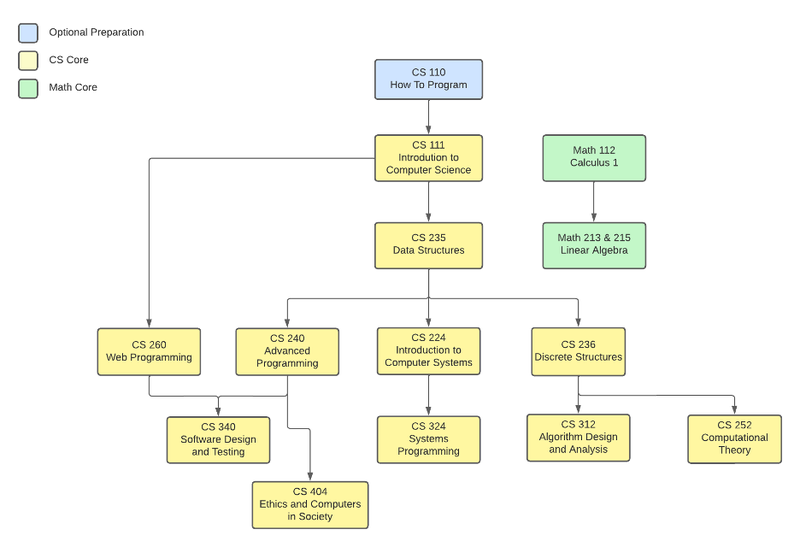 Optional Preparation
CS Core
Math Core
CS 110
How To Program
CS 111
Introdution to
Computer Science
Math 112
Calculus 1
CS 235
Data Structures
Math 213 & 215
Linear Algebra
CS 260
Web Programming
CS 240
Advanced
Programming
CS 224
Introduction to
Computer Systems
CS 236
Discrete Structures
CS 340
Software Design
and Testing
CS 324
Systems
Programming
CS 312
Algorithm Design
and Analysis
CS 252
Computational
Theory
CS 404
Ethics and Computers
in Society